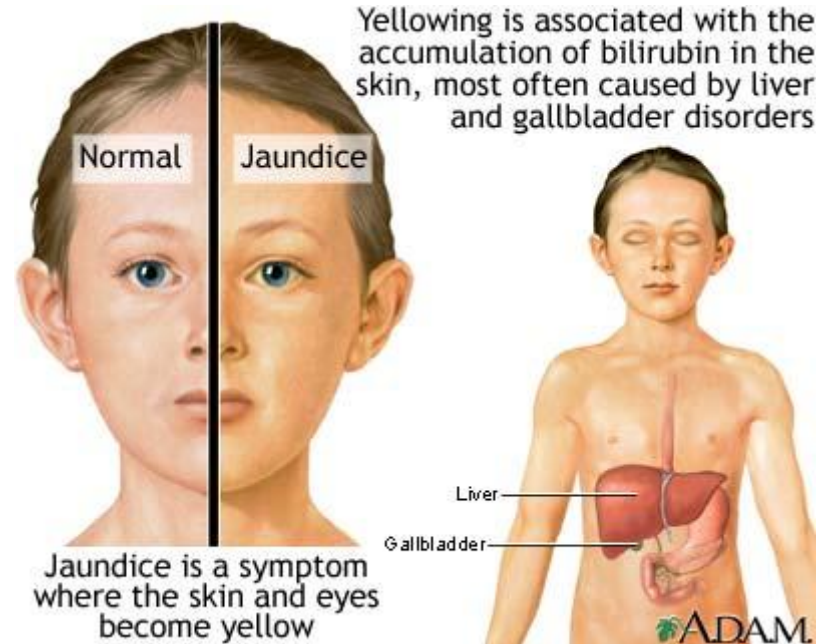 Yellowing is associated with the
accumulation of bilirubin in the
skin, most often caused by liver
and gallbladder disorders
Normal
Jaundice
Liver
Gallbladder
Jaundice is a symptom
where the skin and eyes
become yellow
ADAM.